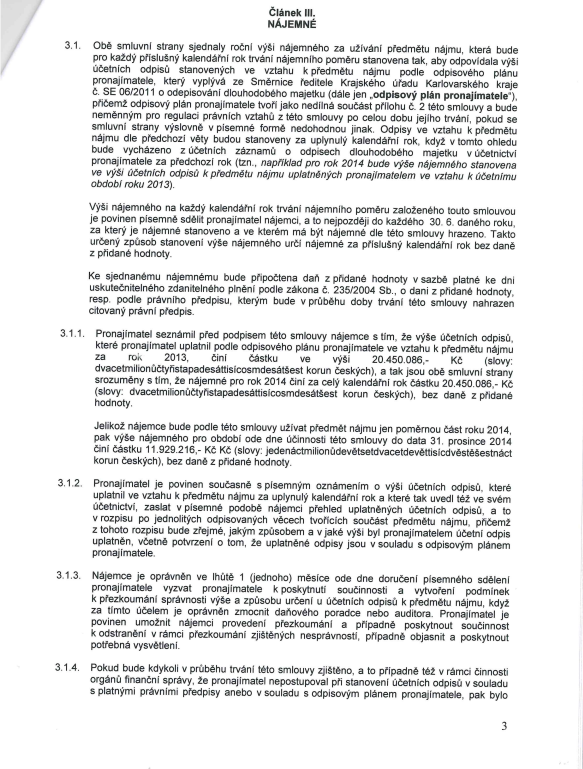 Článek III.
NÁJEMNÉ
3.1. Obě smluvní strany sjednaly roční výši nájemného za užívání předmětu nájmu, která bude
pro každý příslušný kalendářní rok trvání nájemního poměru stanovena tak, aby odpovídala výši
účetních odpisů stanovených ve vztahu k předmětu nájmu podle odpisového plánu
pronajímatele, který vyplývá ze Směrnice ředitele Krajského úřadu Karlovarského kraje
č. SE 06/2011 o odepisování dlouhodobého majetku (dále jen „odpisový plán pronajímatele"),
přičemž odpisový plán pronajímatele tvoří jako nedílná součást přílohu č. 2 této smlouvy a bude
neměnným pro regulaci právních vztahů z této smlouvy po celou dobu jejího trvání, pokud se
smluvní strany výslovně v písemné formě nedohodnou jinak. Odpisy ve vztahu k předmětu
nájmu dle předchozí věty budou stanoveny za uplynulý kalendářní rok, když v tomto ohledu
bude vycházeno z účetních záznamů o odpisech dlouhodobého majetku v účetnictví
pronajímatele za předchozí rok (tzn., například pro rok 2014 bude výše nájemného stanovena
ve výši účetních odpisů k předmětu nájmu uplatněných pronajímatelem ve vztahu k účetnímu
období roku 2013).
Výši nájemného na každý kalendářní rok trvání nájemního poměru založeného touto smlouvou
je povinen písemně sdělit pronajímatel nájemci, a to nejpozději do každého 30. 6. daného roku,
za který je nájemné stanoveno a ve kterém má být nájemné dle této smlouvy hrazeno. Takto
určený způsob stanovení výše nájemného určí nájemné za příslušný kalendářní rok bez daně
z přidané hodnoty.
Ke sjednanému nájemnému bude připočtena daň z přidané hodnoty v sazbě platné ke dni
uskutečnitelného zdanitelného plnění podle zákona č. 235/2004 Sb., o dani z přidané hodnoty,
resp. podle právního předpisu, kterým bude v průběhu doby trvání této smlouvy nahrazen
citovaný právní předpis.
3.1.1. Pronajímatel seznámil před podpisem této smlouvy nájemce s tím, že výše účetních odpisů,
které pronajímatel uplatnil podle odpisového plánu pronajímatele ve vztahu k předmětu nájmu
za rok 2013, činí částku ve výši 20.450.086,- Kč (slovy:
dvacetmilionůčtyřistapadesáttisícosmdesátšest korun českých), a tak jsou obě smluvní strany
srozuměny s tím, že nájemné pro rok 2014 činí za celý kalendářní rok částku 20.450.086,- Kč
(slovy: dvacetmilionůčtyřistapadesáttisícosmdesátšest korun českých), bez daně z přidané
hodnoty.
Jelikož nájemce bude podle této smlouvy užívat předmět nájmu jen poměrnou část roku 2014,
pak výše nájemného pro období ode dne účinnosti této smlouvy do data 31. prosince 2014
činí částku 11.929.216,- Kč Kč (slovy: jedenáctmilionůdevětsetdvacetdevěttisícdvěstěšestnáct
korun českých), bez daně z přidané hodnoty.
3.1.2. Pronajímatel je povinen současně s písemným oznámením o výši účetních odpisů, které
uplatnil ve vztahu k předmětu nájmu za uplynulý kalendářní rok a které tak uvedl též ve svém
účetnictví, zaslat v písemné podobě nájemci přehled uplatněných účetních odpisů, a to
v rozpisu po jednolitých odpisovaných věcech tvořících součást předmětu nájmu, přičemž
z tohoto rozpisu bude zřejmé, jakým způsobem a v jaké výši byl pronajímatelem účetní odpis
uplatněn, včetně potvrzení o tom, že uplatněné odpisy jsou v souladu s odpisovým plánem
pronajímatele.
3.1.3. Nájemce je oprávněn ve lhůtě 1 (jednoho) měsíce ode dne doručení písemného sdělení
pronajímatele vyzvat pronajímatele k poskytnutí součinnosti a vytvoření podmínek
k přezkoumání správnosti výše a způsobu určení u účetních odpisů k předmětu nájmu, když
za tímto účelem je oprávněn zmocnit daňového poradce nebo auditora. Pronajímatel je
povinen umožnit nájemci provedení přezkoumání a případně poskytnout součinnost
k odstranění v rámci přezkoumání zjištěných nesprávností, případně objasnit a poskytnout
potřebná vysvětlení.
3.1.4. Pokud bude kdykoli v průběhu trvání této smlouvy zjištěno, a to případně též v rámci činnosti
orgánů finanční správy, že pronajímatel nepostupoval při stanovení účetních odpisů v souladu
s platnými právními předpisy anebo v souladu s odpisovým plánem pronajímatele, pak bylo
3